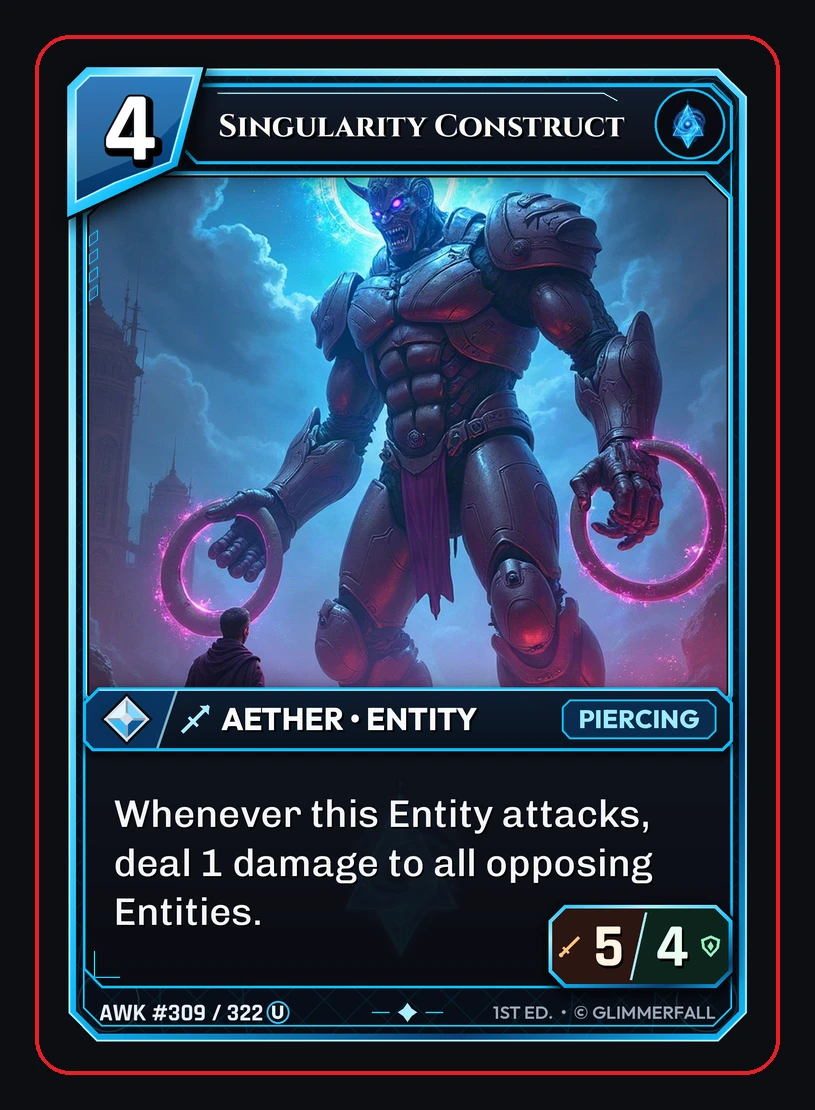 4
Singularity Construct
AETHER • ENTITY
PIERCING
Whenever this Entity attacks,
deal 1 damage to all opposing
Entities.
5 / 4
AWK #309 / 322 U
1ST ED. • © GLIMMERFALL